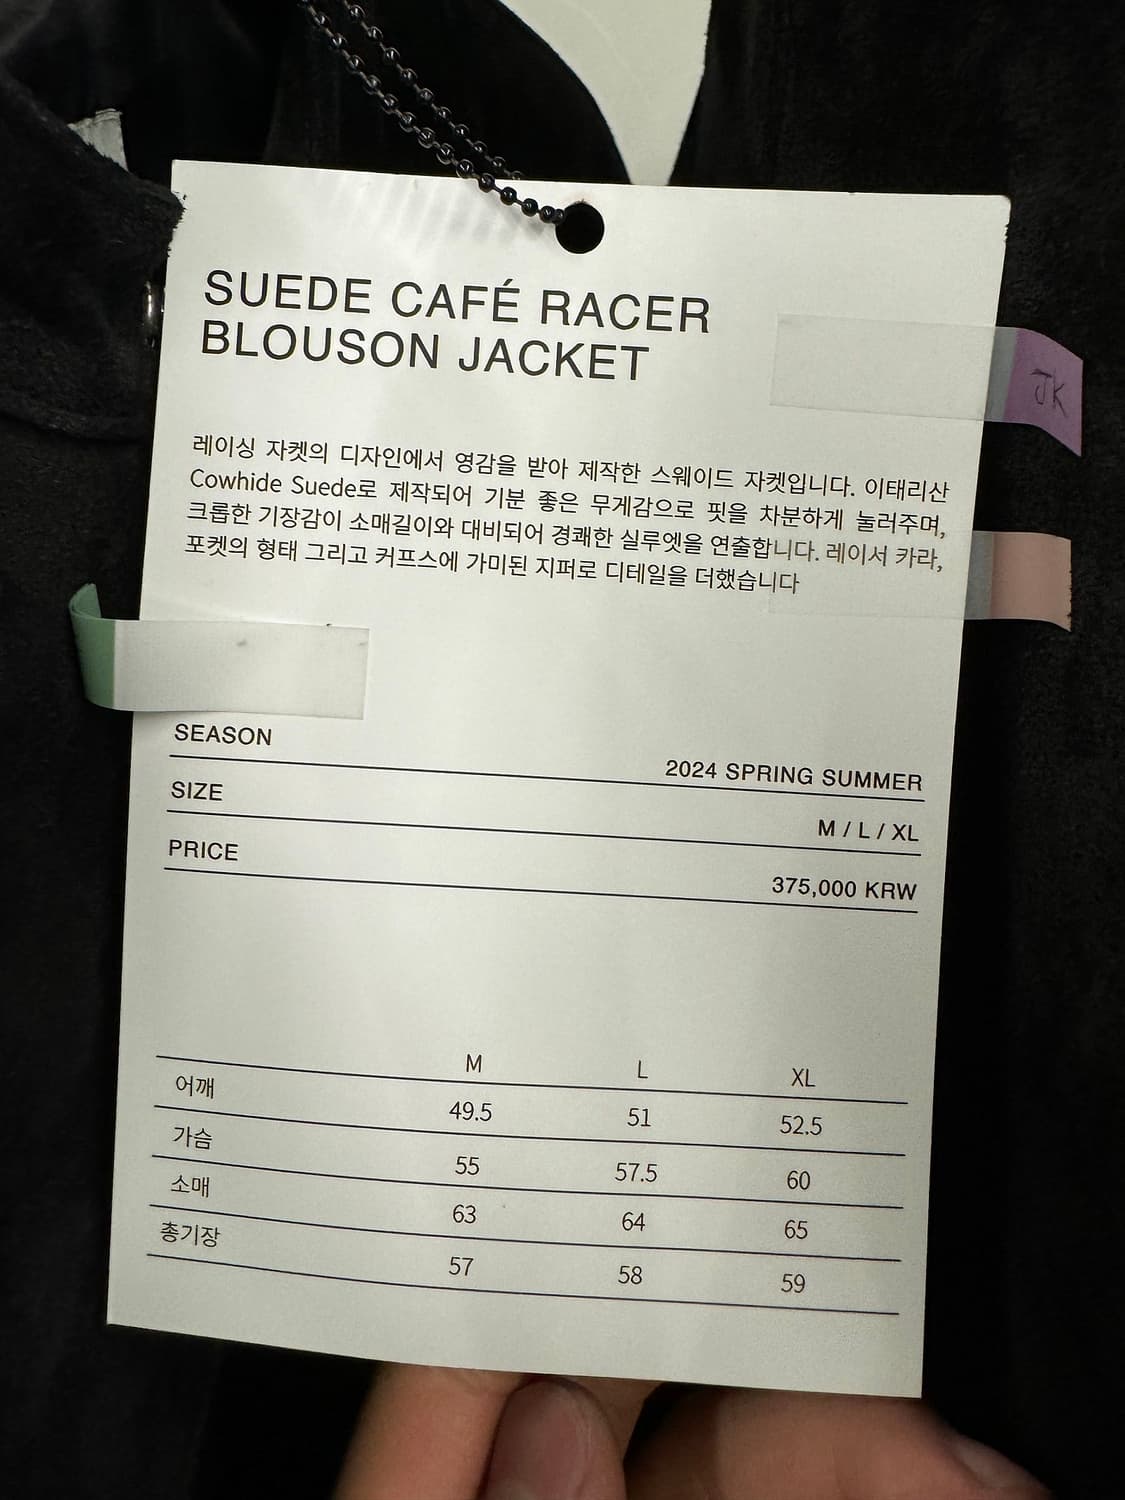 SUEDE CAFÉ RACER
BLOUSON JACKET
JK
레이싱 자켓의 디자인에서 영감을 받아 제작한 스웨이드 자켓입니다. 이태리산
Cowhide Suede로 제작되어 기분 좋은 무게감으로 핏을 차분하게 눌러주며,
크롭한 기장감이 소매길이와 대비되어 경쾌한 실루엣을 연출합니다. 레이서 카라,
포켓의 형태 그리고 커프스에 가미된 지퍼로 디테일을 더했습니다
SEASON 2024 SPRING SUMMER
SIZE M / L / XL
PRICE 375,000 KRW
M L XL
어깨 49.5 51 52.5
가슴 55 57.5 60
소매 63 64 65
총기장 57 58 59